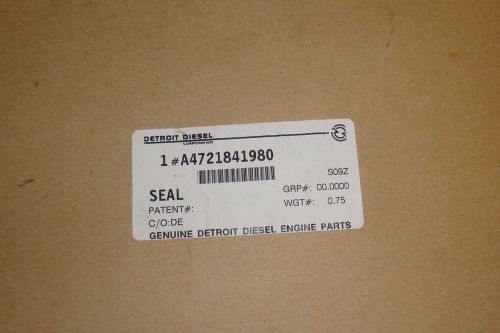 DETROIT DIESEL
CORPORATION
1 #A4721841980
S09Z
SEAL
GRP#: 00.0000
PATENT#:
WGT#: 0.75
C/O:DE
GENUINE DETROIT DIESEL ENGINE PARTS